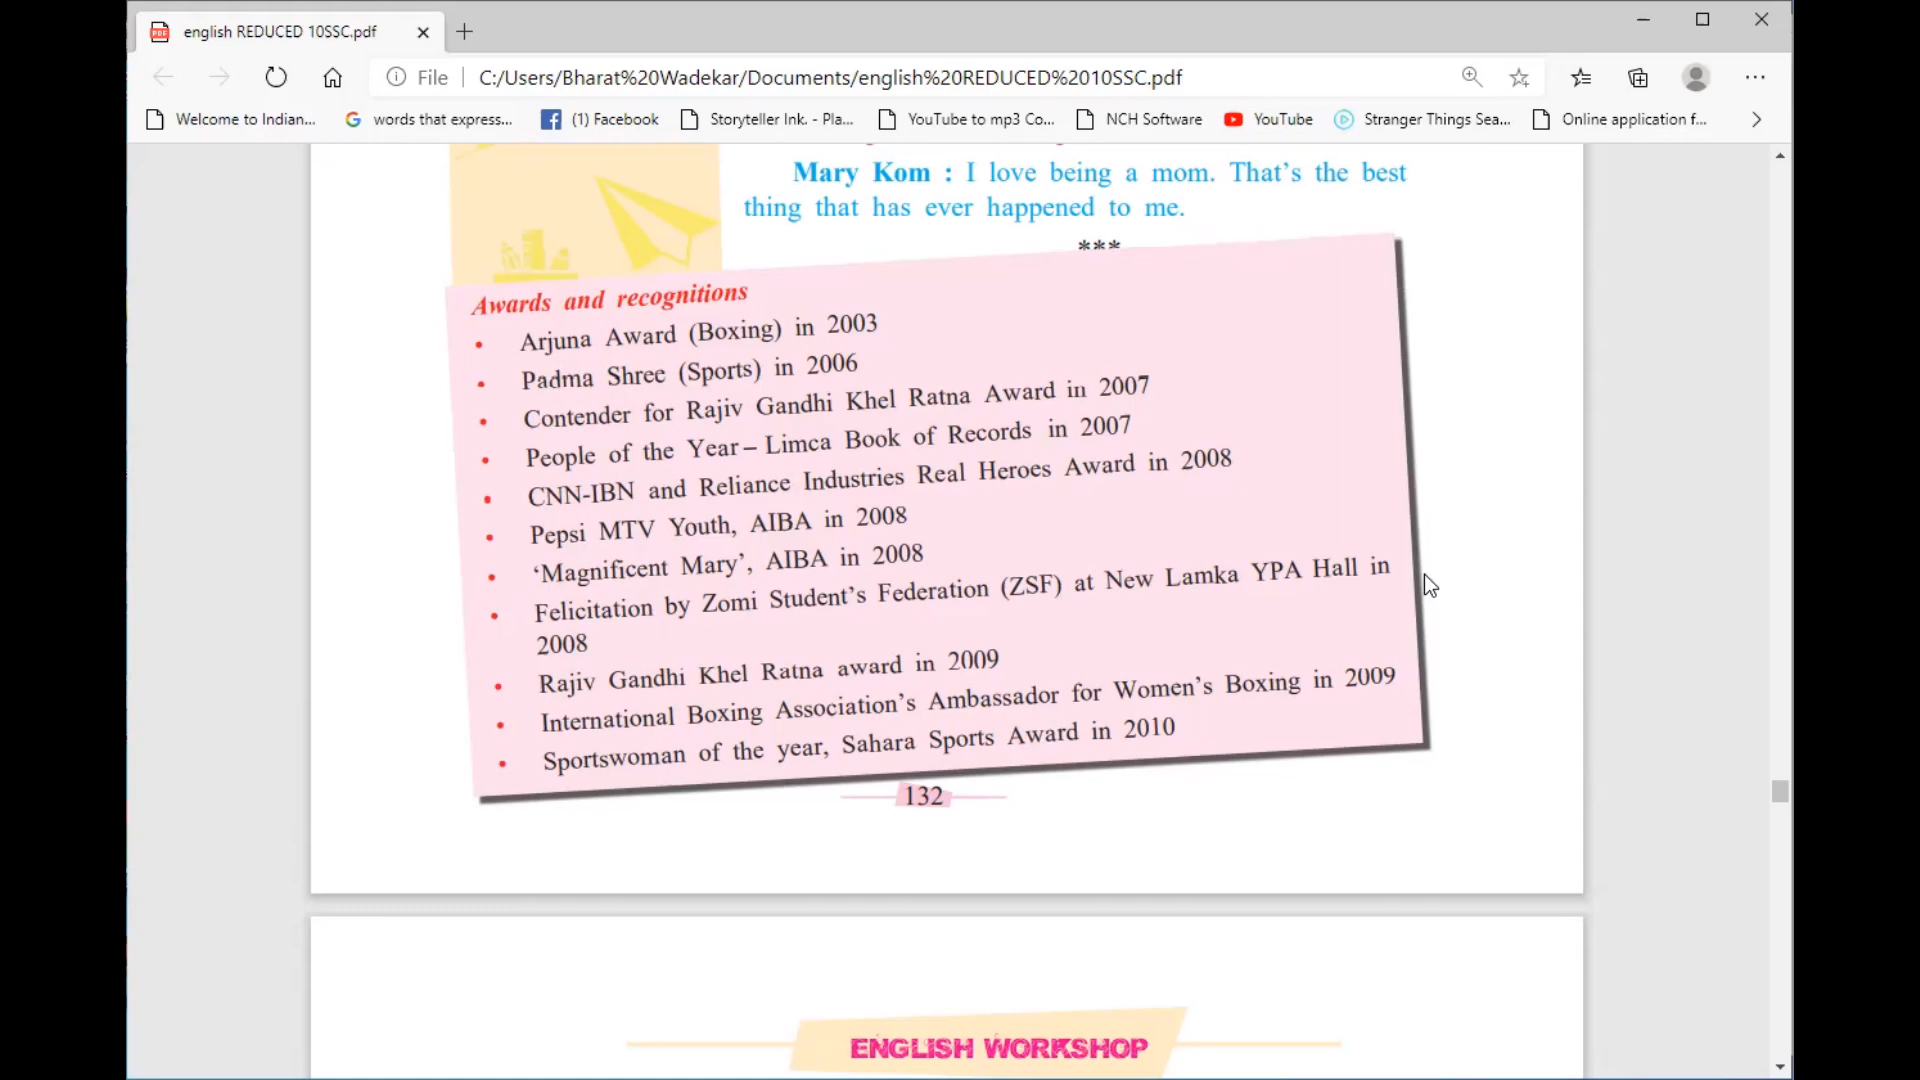 english REDUCED 10SSC.pdf
File
C:/Users/Bharat%20Wadekar/Documents/english%20REDUCED%2010SSC.pdf
Welcome to Indian...
words that express...
(1) Facebook
Storyteller Ink. - Pla...
YouTube to mp3 Co...
NCH Software
YouTube
Stranger Things Sea...
Online application f...
Mary Kom : I love being a mom. That's the best
thing that has ever happened to me.
***
Awards and recognitions
• Arjuna Award (Boxing) in 2003
• Padma Shree (Sports) in 2006
• Contender for Rajiv Gandhi Khel Ratna Award in 2007
• People of the Year – Limca Book of Records in 2007
• CNN-IBN and Reliance Industries Real Heroes Award in 2008
• Pepsi MTV Youth, AIBA in 2008
• ‘Magnificent Mary’, AIBA in 2008
• Felicitation by Zomi Student’s Federation (ZSF) at New Lamka YPA Hall in
2008
• Rajiv Gandhi Khel Ratna award in 2009
• International Boxing Association’s Ambassador for Women’s Boxing in 2009
• Sportswoman of the year, Sahara Sports Award in 2010
132
ENGLISH WORKSHOP